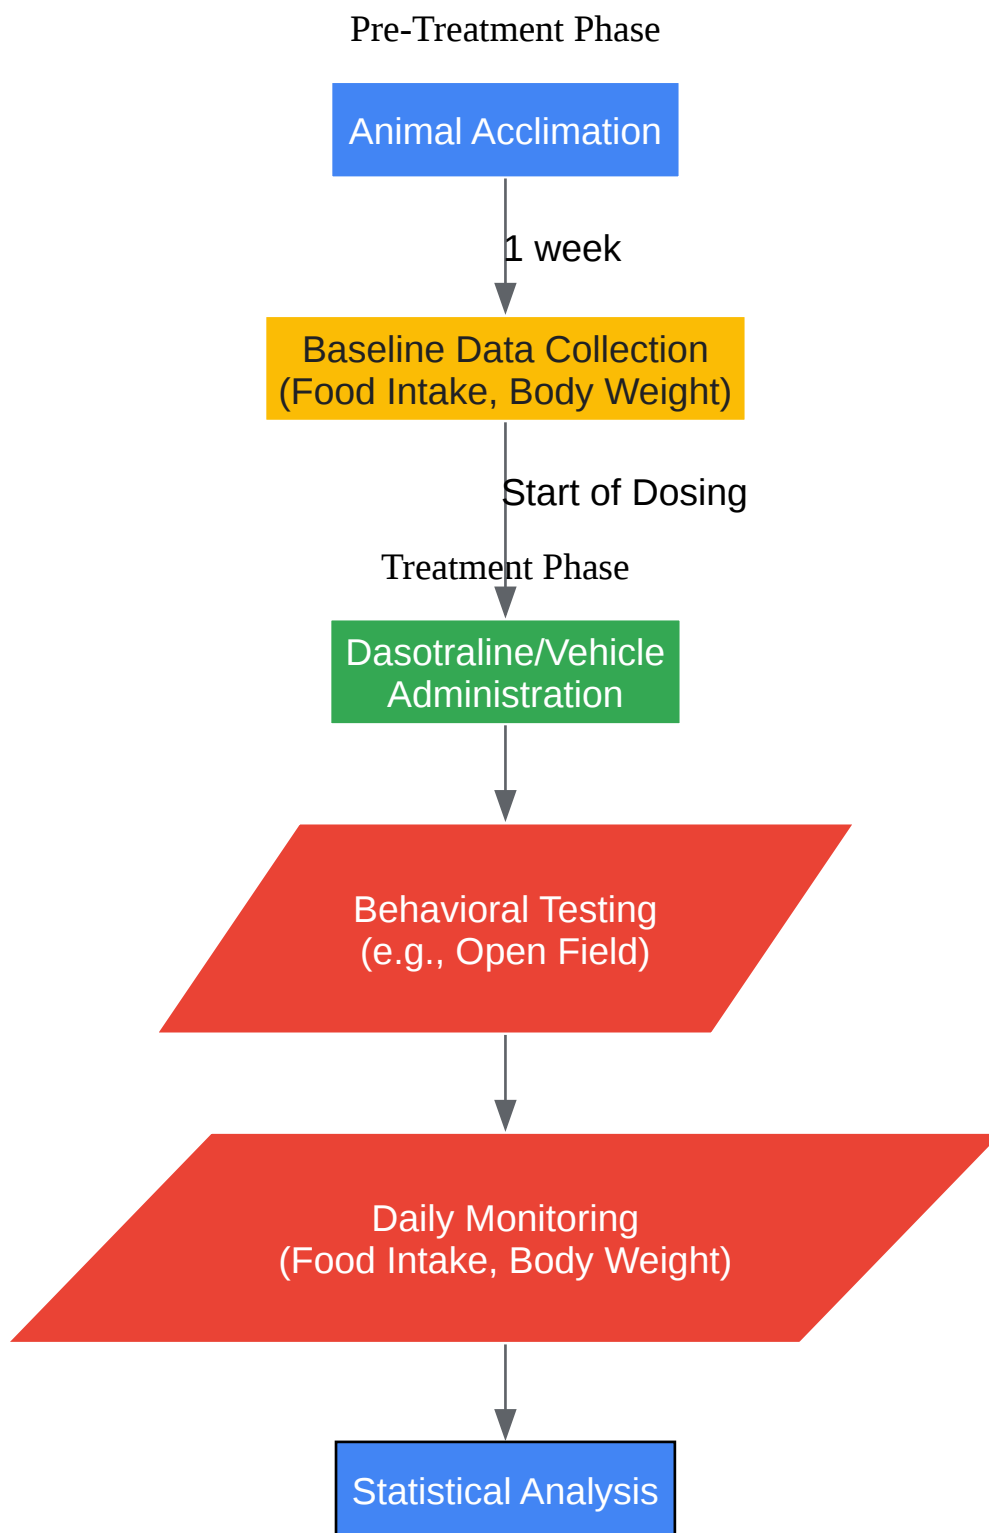 Pre-Treatment Phase
Animal Acclimation
1 week
Baseline Data Collection
(Food Intake, Body Weight)
Start of Dosing
Treatment Phase
Dasotraline/Vehicle
Administration
Behavioral Testing
(e.g., Open Field)
Daily Monitoring
(Food Intake, Body Weight)
Statistical Analysis